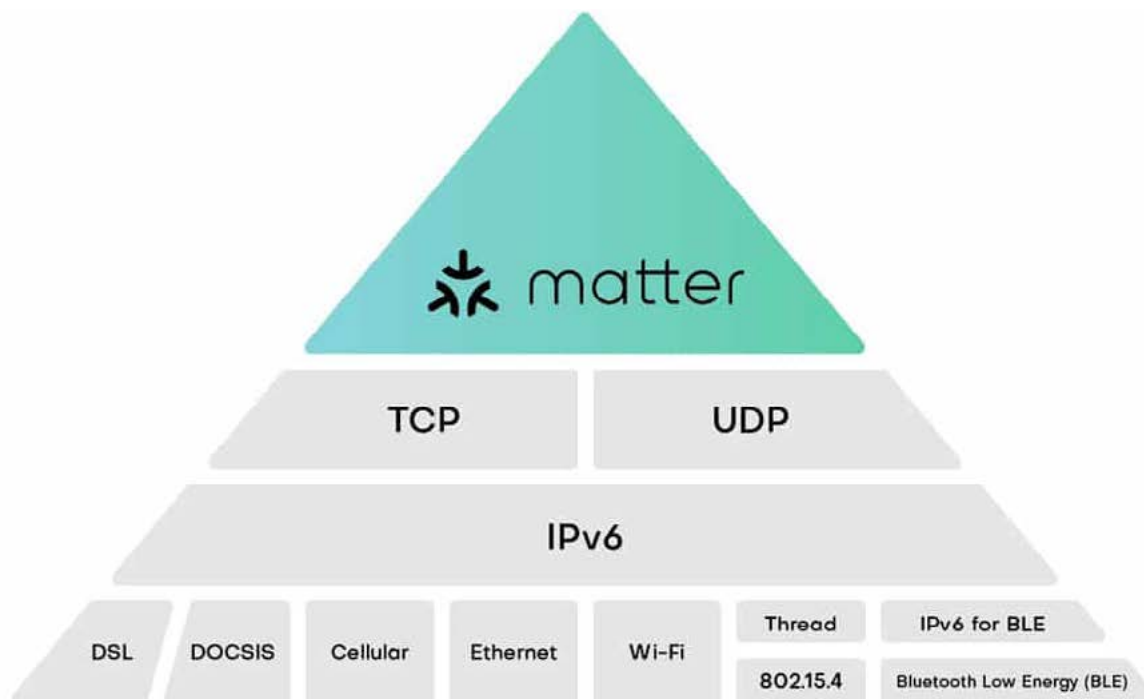 matter
TCP UDP
IPv6
DSL DOCSIS Cellular Ethernet Wi-Fi
Thread IPv6 for BLE
802.15.4 Bluetooth Low Energy (BLE)